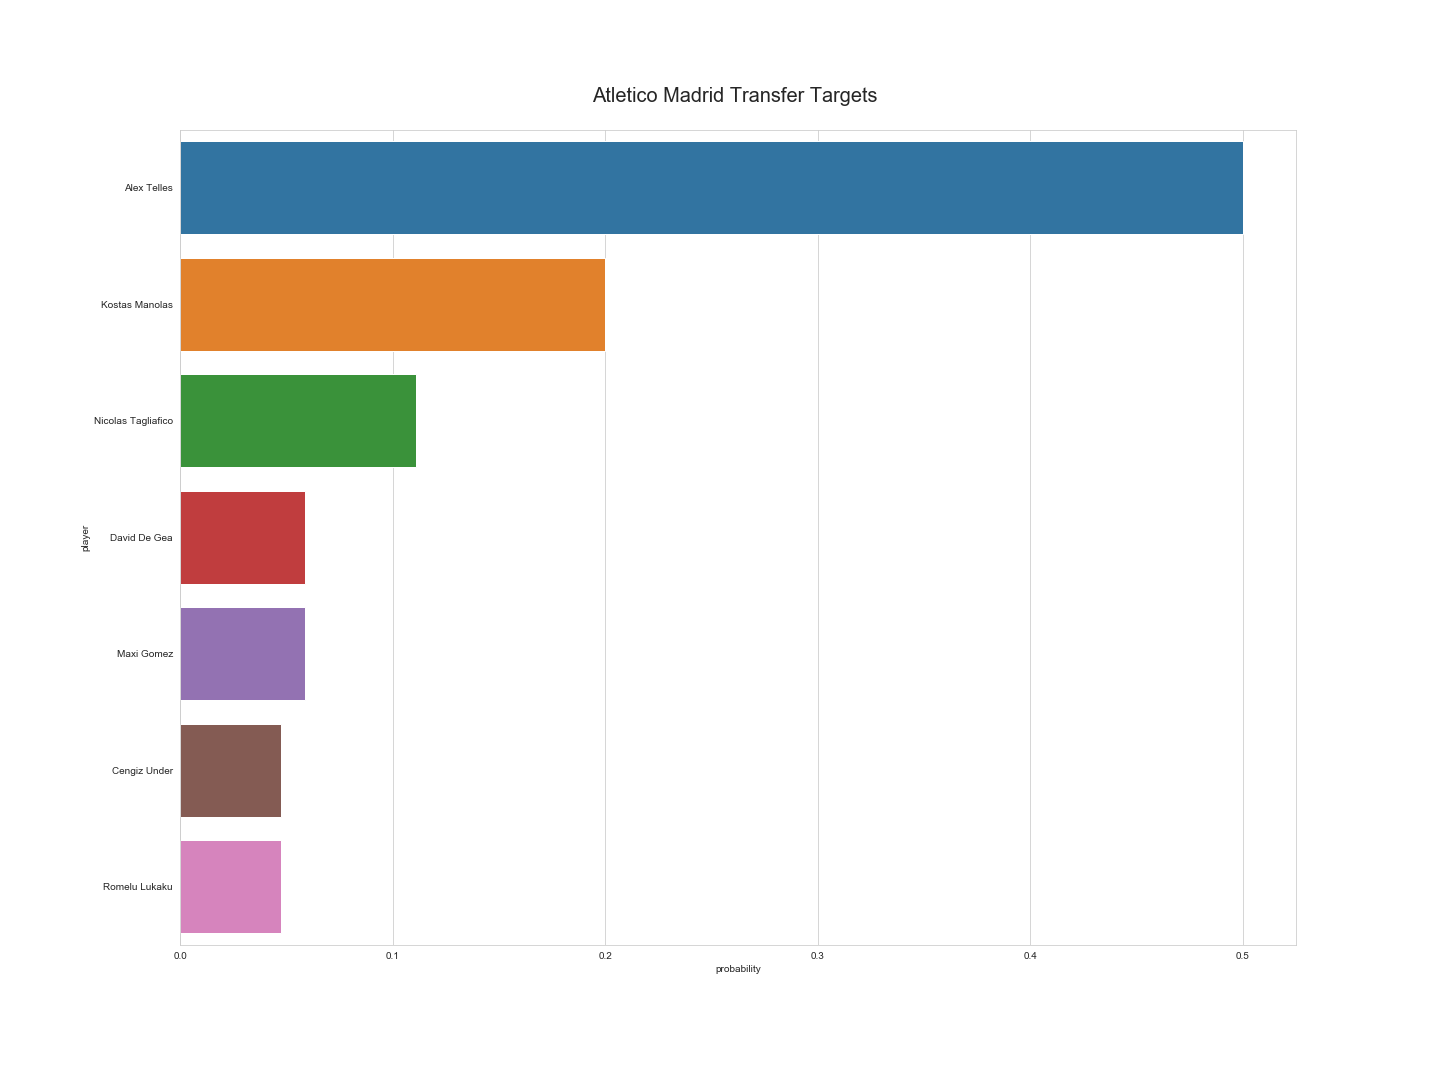 Atletico Madrid Transfer Targets
Alex Telles
Kostas Manolas
Nicolas Tagliafico
David De Gea
Maxi Gomez
Cengiz Under
Romelu Lukaku
player
0.0 0.1 0.2 0.3 0.4 0.5
probability